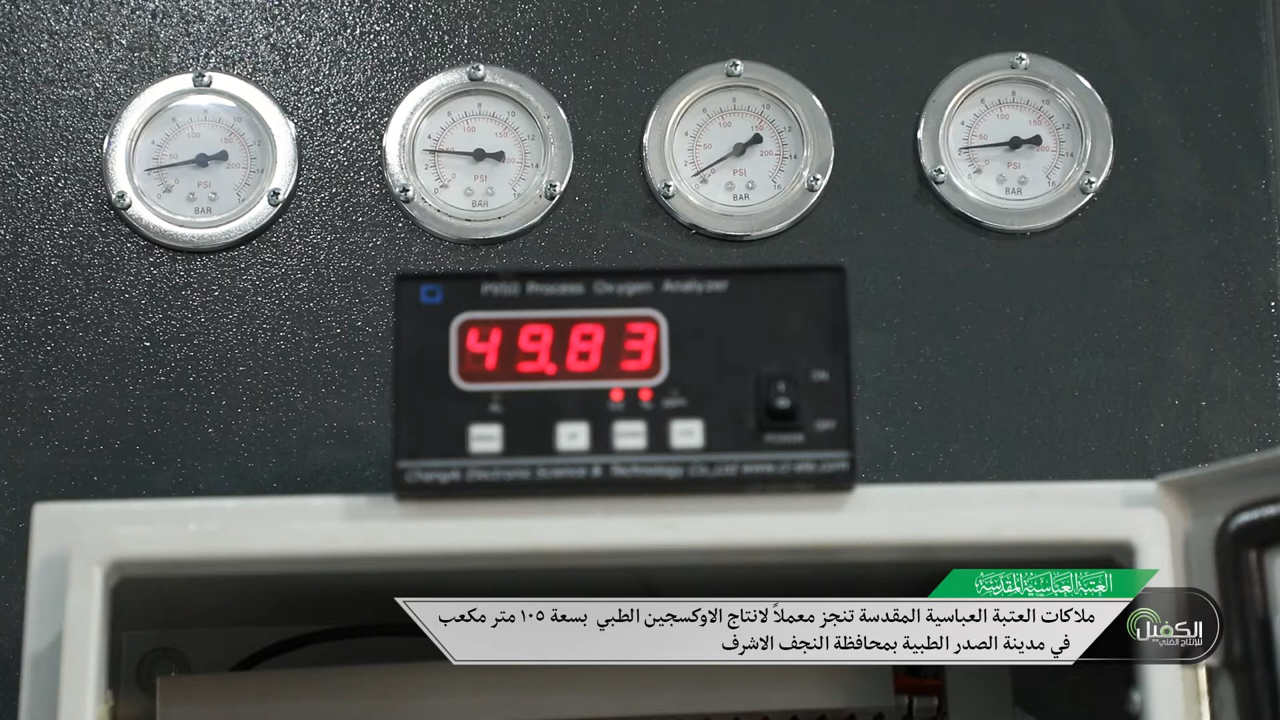 PSI
BAR
PSI
BAR
PSI
BAR
PSI
BAR
P950 Process Oxygen Analyzer
49.83
ON
OFF
POWER
Electronic Science & Technology Co.,Ltd
العتبة العباسية المقدسة
ملاكات العتبة العباسية المقدسة تنجز معملاً لانتاج الاوكسجين الطبي بسعة ١٠٥ متر مكعب
في مدينة الصدر الطبية بمحافظة النجف الاشرف
الكفيل
للإنتاج الفني